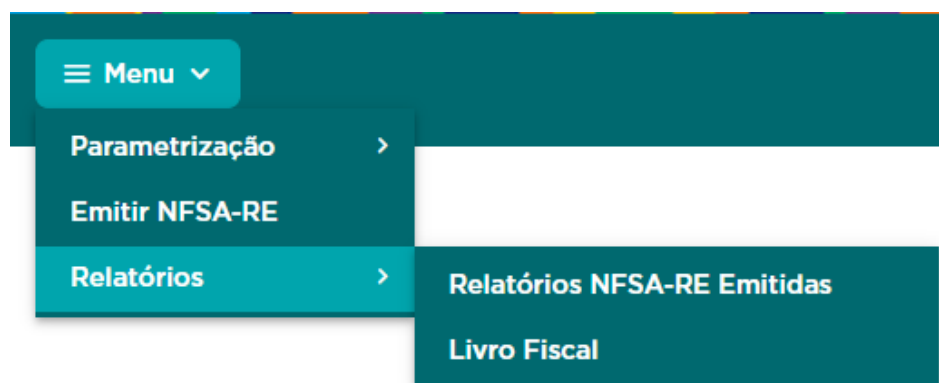 Menu
Parametrização
Emitir NFSA-RE
Relatórios
Relatórios NFSA-RE Emitidas
Livro Fiscal